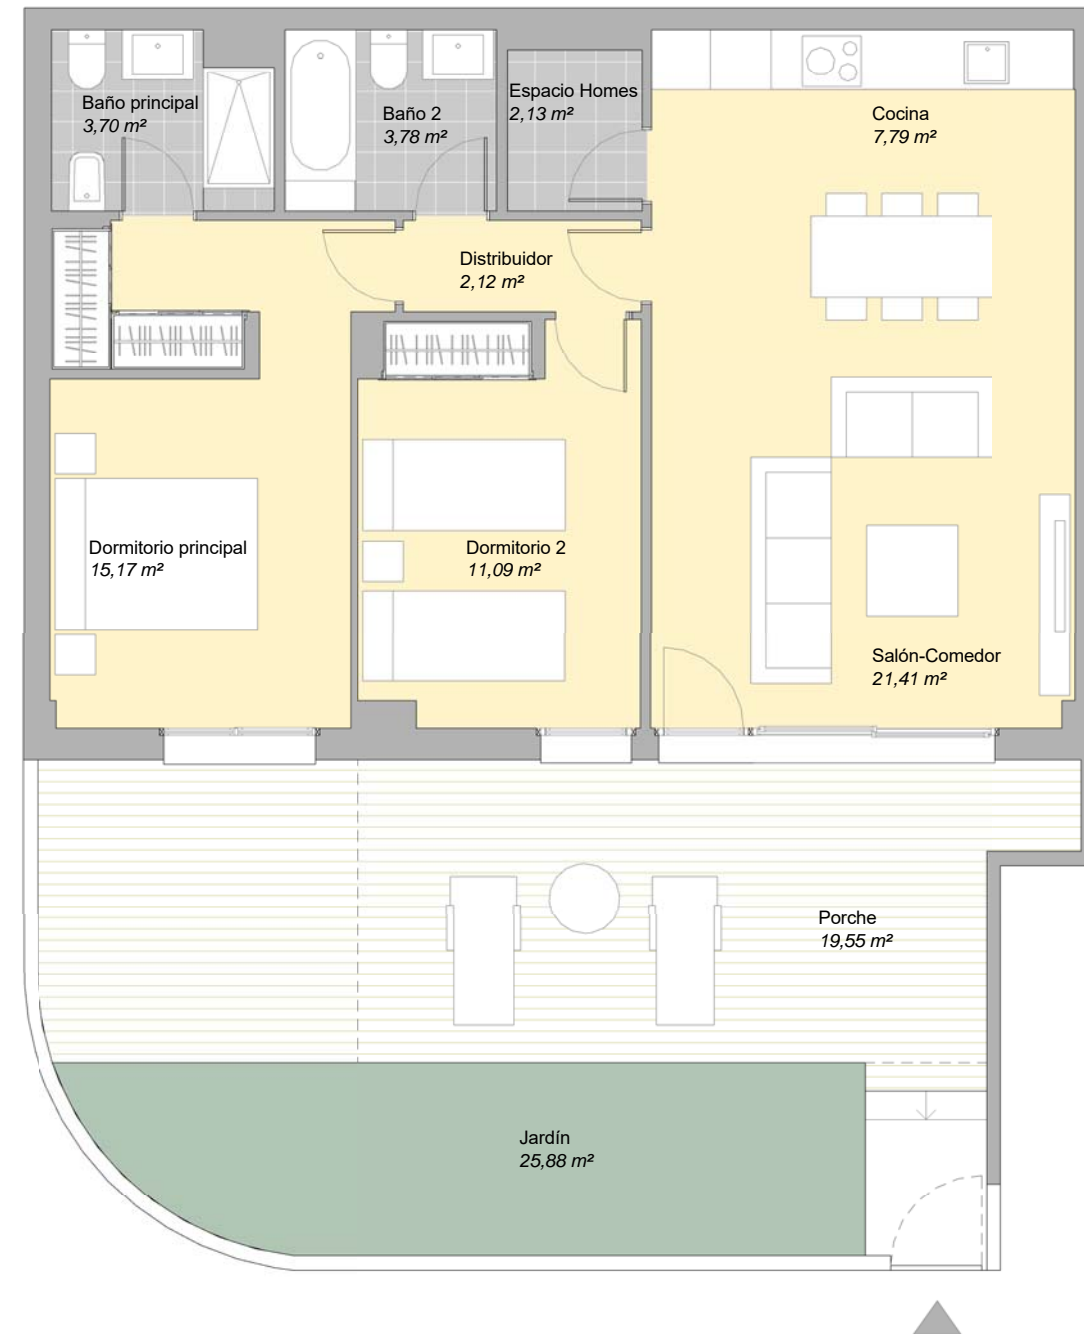 Baño principal
3,70 m²
Baño 2
3,78 m²
Espacio Homes
2,13 m²
Cocina
7,79 m²
Distribuidor
2,12 m²
Dormitorio principal
15,17 m²
Dormitorio 2
11,09 m²
Salón-Comedor
21,41 m²
Porche
19,55 m²
Jardín
25,88 m²